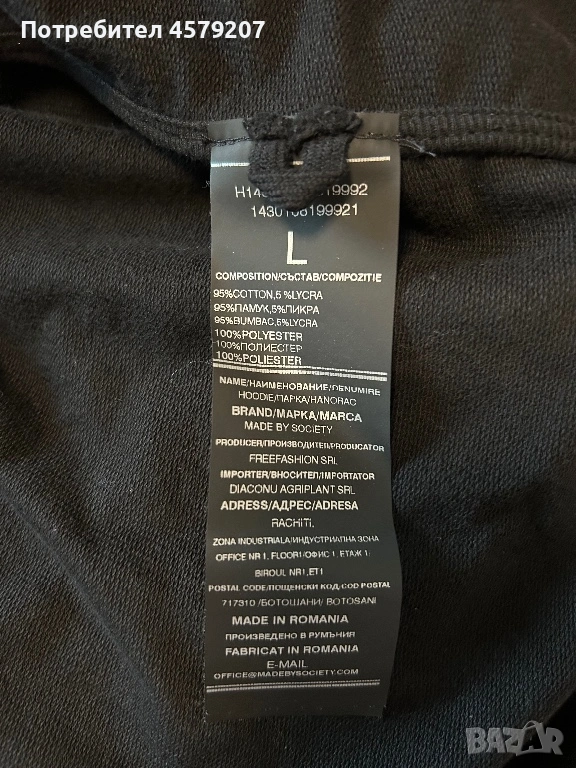 Потребител 4579207
L
1430108199921
L
COMPOSITION/СЪСТАВ/COMPOZITIE
95%COTTON,5%LYCRA
95%ПАМУК,5%ЛИКРА
95%BUMBAC,5%LYCRA
100%POLYESTER
100%ПОЛИЕСТЕР
100%POLIESTER
NAME/НАИМЕНОВАНИЕ/DENUMIRE
HOODIE/ПАРКА/HANORAC
BRAND/МАРКА/MARCA
MADE BY SOCIETY
PRODUCER/ПРОИЗВОДИТЕЛ/PRODUCATOR
FREEFASHION SRL
IMPORTER/ВНОСИТЕЛ/IMPORTATOR
DIACONU AGRIPLANT SRL
ADDRESS/АДРЕС/ADRESA
RACHITI,
ZONA INDUSTRIALA/ИНДУСТРИАЛНА ЗОНА
OFFICE NR1, FLOOR1/ОФИС 1, ЕТАЖ 1/
BIROUL NR1,ET1
POSTAL CODE/ПОЩЕНСКИ КОД/COD POSTAL
717310 /БОТОШАНИ/ BOTOSANI
MADE IN ROMANIA
ПРОИЗВЕДЕНО В РУМЪНИЯ
FABRICAT IN ROMANIA
E-MAIL
OFFICE@MADEBYSOCIETY.COM
BAZAR